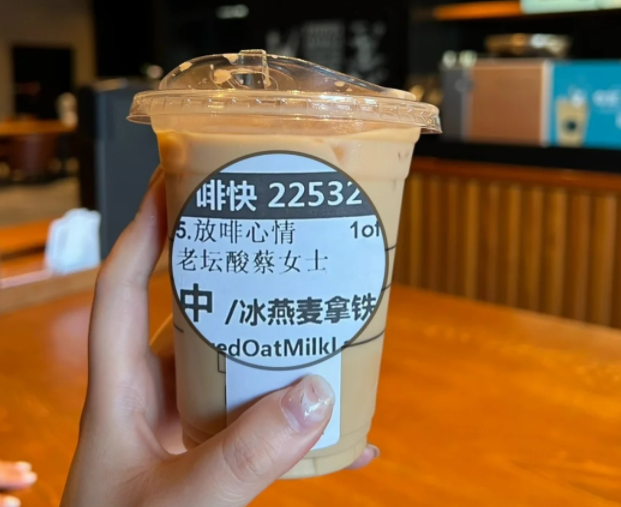 啡快 22532
5.放啡心情 1of
老坛酸蔡女士
中 /冰燕麦拿铁
edOatMilkL